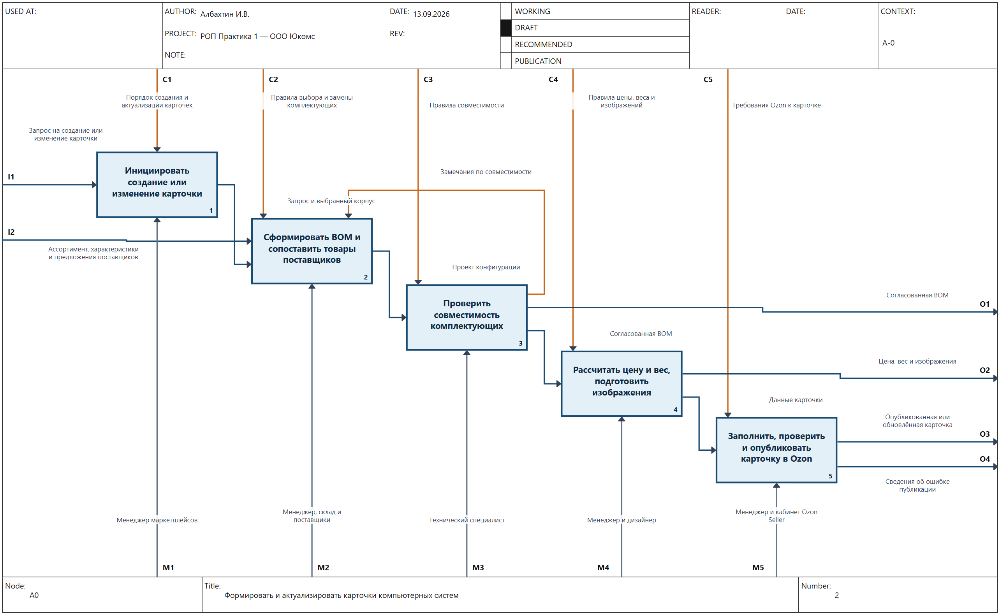 USED AT:
AUTHOR: Албахтин И.В.
DATE: 13.09.2026
PROJECT: РОП Практика 1 — ООО Юкомс
REV:
NOTE:
WORKING
DRAFT
RECOMMENDED
PUBLICATION
READER:
DATE:
CONTEXT:
A-0
C1
C2
C3
C4
C5
Порядок создания и
актуализации карточек
Правила выбора и замены
комплектующих
Правила совместимости
Правила цены, веса и
изображений
Требования Ozon к карточке
Запрос на создание или
изменение карточки
I1
Инициировать
создание или
изменение карточки
1
Замечания по совместимости
Запрос и выбранный корпус
I2
Ассортимент, характеристики
и предложения поставщиков
Сформировать BOM и
сопоставить товары
поставщиков
2
Проект конфигурации
Проверить
совместимость
комплектующих
3
Согласованная BOM
O1
Согласованная BOM
Рассчитать цену и вес,
подготовить
изображения
4
Цена, вес и изображения
O2
Данные карточки
Заполнить, проверить
и опубликовать
карточку в Ozon
5
Опубликованная или
обновлённая карточка
O3
O4
Сведения об ошибке
публикации
Менеджер маркетплейсов
Менеджер, склад и
поставщики
Технический специалист
Менеджер и дизайнер
Менеджер и кабинет Ozon
Seller
M1
M2
M3
M4
M5
Node:
A0
Title:
Формировать и актуализировать карточки компьютерных систем
Number:
2